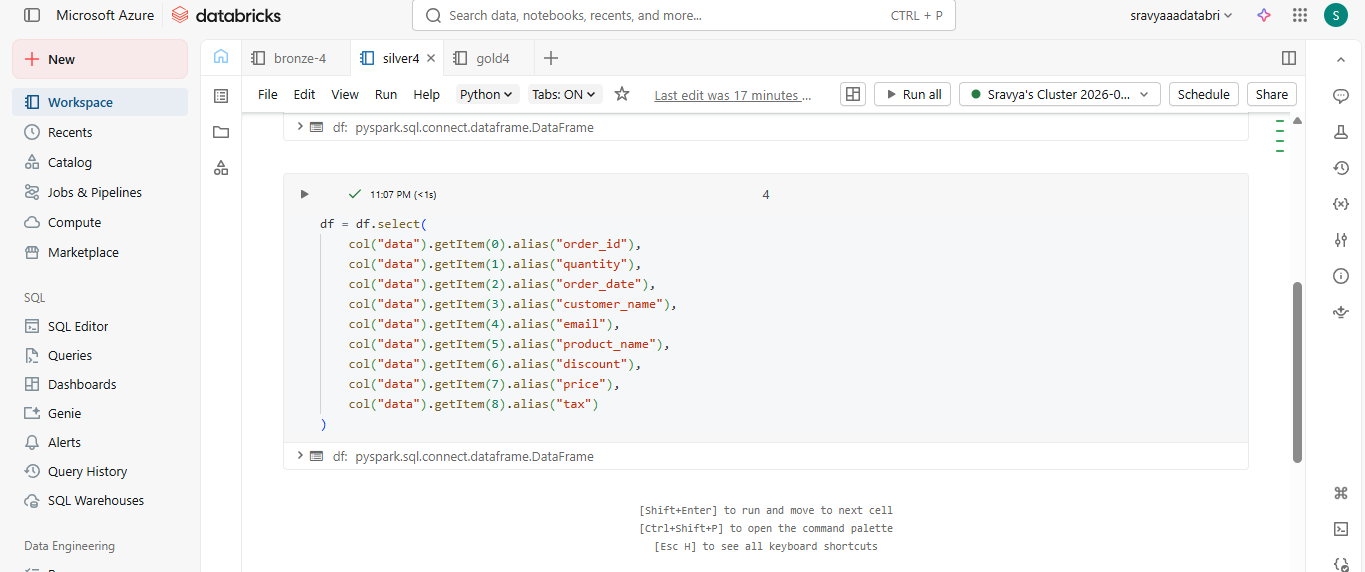 Microsoft Azure databricks Search data, notebooks, recents, and more... CTRL + P sravyaaadatabri S
New
Workspace
Recents
Catalog
Jobs & Pipelines
Compute
Marketplace
SQL
SQL Editor
Queries
Dashboards
Genie
Alerts
Query History
SQL Warehouses
Data Engineering
bronze-4 silver4 gold4
File Edit View Run Help Python Tabs: ON Last edit was 17 minutes ... Run all Sravya's Cluster 2026-0... Schedule Share
df: pyspark.sql.connect.dataframe.DataFrame
11:07 PM (<1s) 4
df = df.select(
    col("data").getItem(0).alias("order_id"),
    col("data").getItem(1).alias("quantity"),
    col("data").getItem(2).alias("order_date"),
    col("data").getItem(3).alias("customer_name"),
    col("data").getItem(4).alias("email"),
    col("data").getItem(5).alias("product_name"),
    col("data").getItem(6).alias("discount"),
    col("data").getItem(7).alias("price"),
    col("data").getItem(8).alias("tax")
)
df: pyspark.sql.connect.dataframe.DataFrame
[Shift+Enter] to run and move to next cell
[Ctrl+Shift+P] to open the command palette
[Esc H] to see all keyboard shortcuts